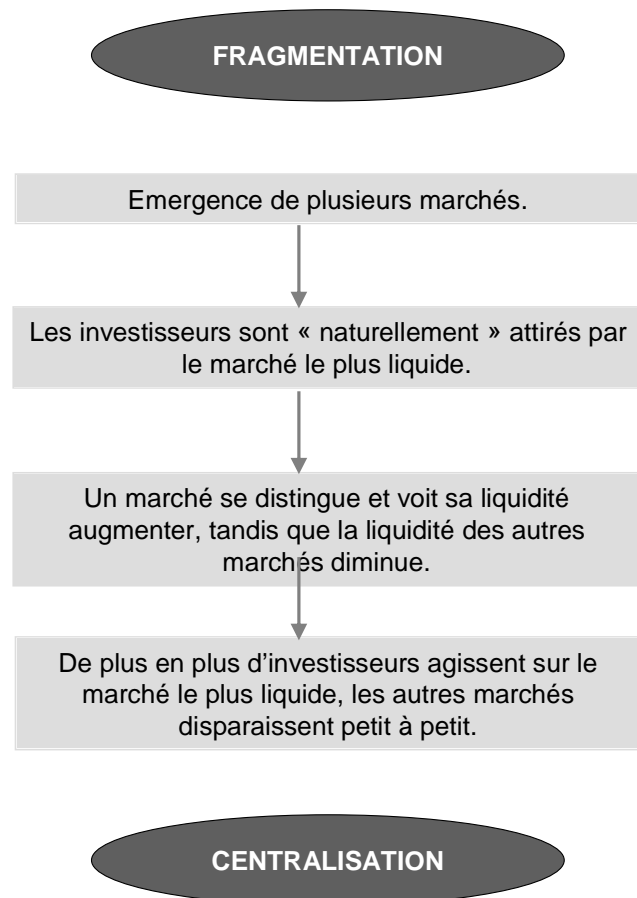 FRAGMENTATION
Emergence de plusieurs marchés.
Les investisseurs sont « naturellement » attirés par
le marché le plus liquide.
Un marché se distingue et voit sa liquidité
augmenter, tandis que la liquidité des autres
marchés diminue.
De plus en plus d’investisseurs agissent sur le
marché le plus liquide, les autres marchés
disparaissent petit à petit.
CENTRALISATION